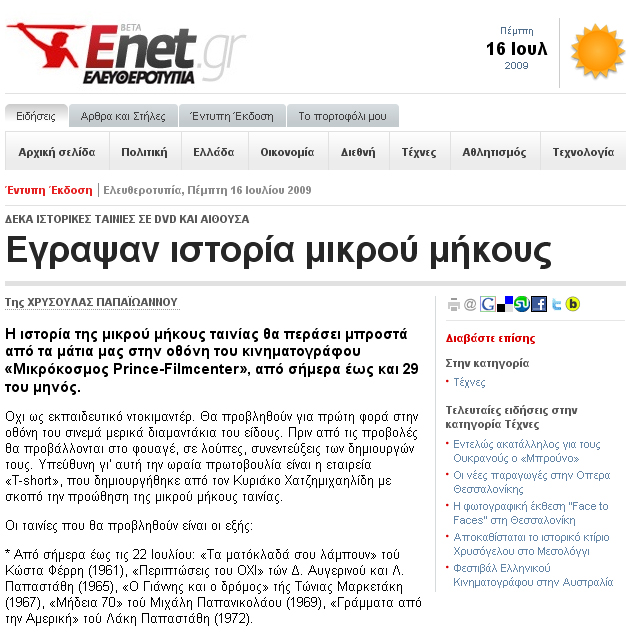 BETA
Enet.gr
ΕΛΕΥΘΕΡΟΤΥΠΙΑ
Πέμπτη
16 Ιουλ
2009
Ειδήσεις
Αρθρα και Στήλες
Έντυπη Έκδοση
Το πορτοφόλι μου
Αρχική σελίδα
Πολιτική
Ελλάδα
Οικονομία
Διεθνή
Τέχνες
Αθλητισμός
Τεχνολογία
Έντυπη Έκδοση | Ελευθεροτυπία, Πέμπτη 16 Ιουλίου 2009
ΔΕΚΑ ΙΣΤΟΡΙΚΕΣ ΤΑΙΝΙΕΣ ΣΕ DVD ΚΑΙ ΑΙΘΟΥΣΑ
Εγραψαν ιστορία μικρού μήκους
Της ΧΡΥΣΟΥΛΑΣ ΠΑΠΑΪΩΑΝΝΟΥ
Η ιστορία της μικρού μήκους ταινίας θα περάσει μπροστά
από τα μάτια μας στην οθόνη του κινηματογράφου
«Μικρόκοσμος Prince-Filmcenter», από σήμερα έως και 29
του μηνός.
Οχι ως εκπαιδευτικό ντοκιμαντέρ. Θα προβληθούν για πρώτη φορά στην
οθόνη του σινεμά μερικά διαμαντάκια του είδους. Πριν από τις προβολές
θα προβάλλονται στο φουαγέ, σε λούπες, συνεντεύξεις των δημιουργών
τους. Υπεύθυνη γι' αυτή την ωραία πρωτοβουλία είναι η εταιρεία
«T-short», που δημιουργήθηκε από τον Κυριάκο Χατζημιχαηλίδη με
σκοπό την προώθηση της μικρού μήκους ταινίας.
Οι ταινίες που θα προβληθούν είναι οι εξής:
* Από σήμερα έως τις 22 Ιουλίου: «Τα ματόκλαδά σου λάμπουν» τού
Κώστα Φέρρη (1961), «Περιπτώσεις του ΟΧΙ» τών Δ. Αυγερινού και Λ.
Παπαστάθη (1965), «Ο Γιάννης και ο δρόμος» τής Τώνιας Μαρκετάκη
(1967), «Μήδεια 70» τού Μιχάλη Παπανικολάου (1969), «Γράμματα από
την Αμερική» τού Λάκη Παπαστάθη (1972).
Διαβάστε επίσης
Στην κατηγορία
Τέχνες
Τελευταίες ειδήσεις στην
κατηγορία Τέχνες
Εντελώς ακατάλληλος για τους
Ουκρανούς ο «Μπρούνο»
Οι νέες παραγωγές στην Οπερα
Θεσσαλονίκης
Η φωτογραφική έκθεση "Face to
Faces" στη Θεσσαλονίκη
Αποκαθίσταται το ιστορικό κτίριο
Χρυσόγελου στο Μεσολόγγι
Φεστιβάλ Ελληνικού
Κινηματογράφου στην Αυστραλία